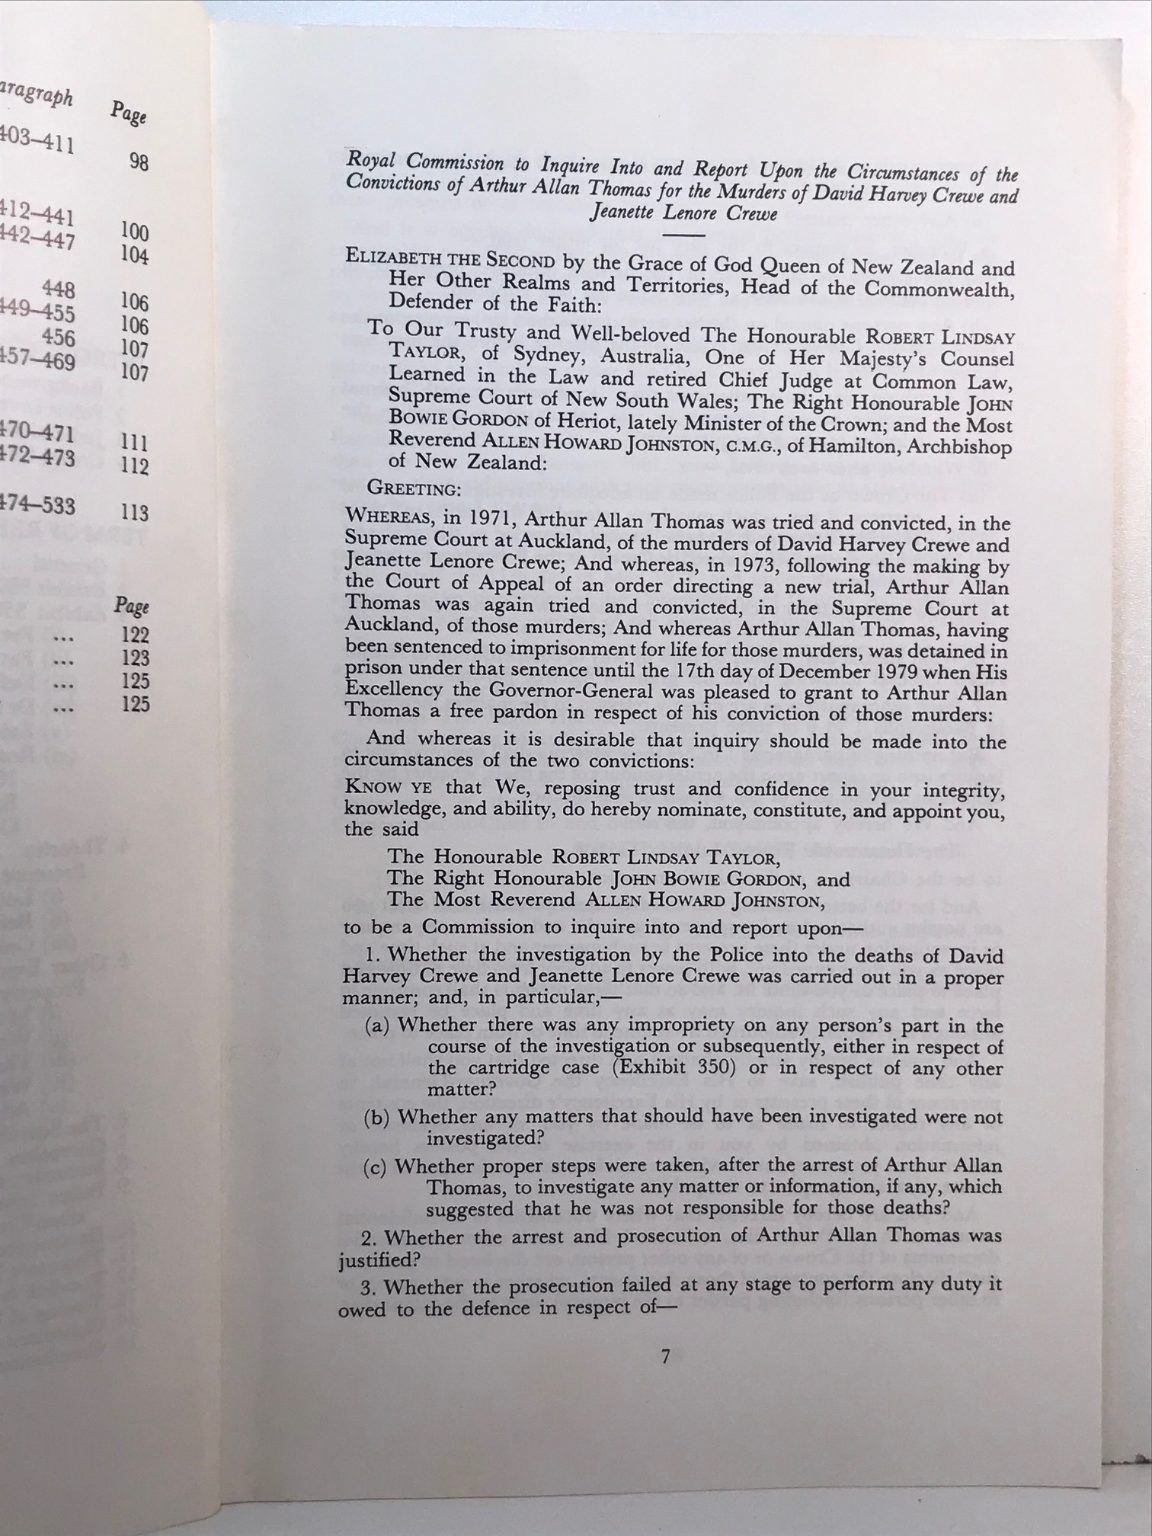 Paragraph Page
403–411 98
412–441 100
442–447 104
448 106
449–455 106
456 107
457–469 107
470–471 111
472–473 112
474–533 113
Page
... 122
... 123
... 125
... 125
Royal Commission to Inquire Into and Report Upon the Circumstances of the
Convictions of Arthur Allan Thomas for the Murders of David Harvey Crewe and
Jeanette Lenore Crewe
ELIZABETH THE SECOND by the Grace of God Queen of New Zealand and
Her Other Realms and Territories, Head of the Commonwealth,
Defender of the Faith:
To Our Trusty and Well-beloved The Honourable ROBERT LINDSAY
TAYLOR, of Sydney, Australia, One of Her Majesty's Counsel
Learned in the Law and retired Chief Judge at Common Law,
Supreme Court of New South Wales; The Right Honourable JOHN
BOWIE GORDON of Heriot, lately Minister of the Crown; and the Most
Reverend ALLEN HOWARD JOHNSTON, C.M.G., of Hamilton, Archbishop
of New Zealand:
GREETING:
WHEREAS, in 1971, Arthur Allan Thomas was tried and convicted, in the
Supreme Court at Auckland, of the murders of David Harvey Crewe and
Jeanette Lenore Crewe; And whereas, in 1973, following the making by
the Court of Appeal of an order directing a new trial, Arthur Allan
Thomas was again tried and convicted, in the Supreme Court at
Auckland, of those murders; And whereas Arthur Allan Thomas, having
been sentenced to imprisonment for life for those murders, was detained in
prison under that sentence until the 17th day of December 1979 when His
Excellency the Governor-General was pleased to grant to Arthur Allan
Thomas a free pardon in respect of his conviction of those murders:
And whereas it is desirable that inquiry should be made into the
circumstances of the two convictions:
KNOW YE that We, reposing trust and confidence in your integrity,
knowledge, and ability, do hereby nominate, constitute, and appoint you,
the said
The Honourable ROBERT LINDSAY TAYLOR,
The Right Honourable JOHN BOWIE GORDON, and
The Most Reverend ALLEN HOWARD JOHNSTON,
to be a Commission to inquire into and report upon—
1. Whether the investigation by the Police into the deaths of David
Harvey Crewe and Jeanette Lenore Crewe was carried out in a proper
manner; and, in particular,—
(a) Whether there was any impropriety on any person's part in the
course of the investigation or subsequently, either in respect of
the cartridge case (Exhibit 350) or in respect of any other
matter?
(b) Whether any matters that should have been investigated were not
investigated?
(c) Whether proper steps were taken, after the arrest of Arthur Allan
Thomas, to investigate any matter or information, if any, which
suggested that he was not responsible for those deaths?
2. Whether the arrest and prosecution of Arthur Allan Thomas was
justified?
3. Whether the prosecution failed at any stage to perform any duty it
owed to the defence in respect of—
7